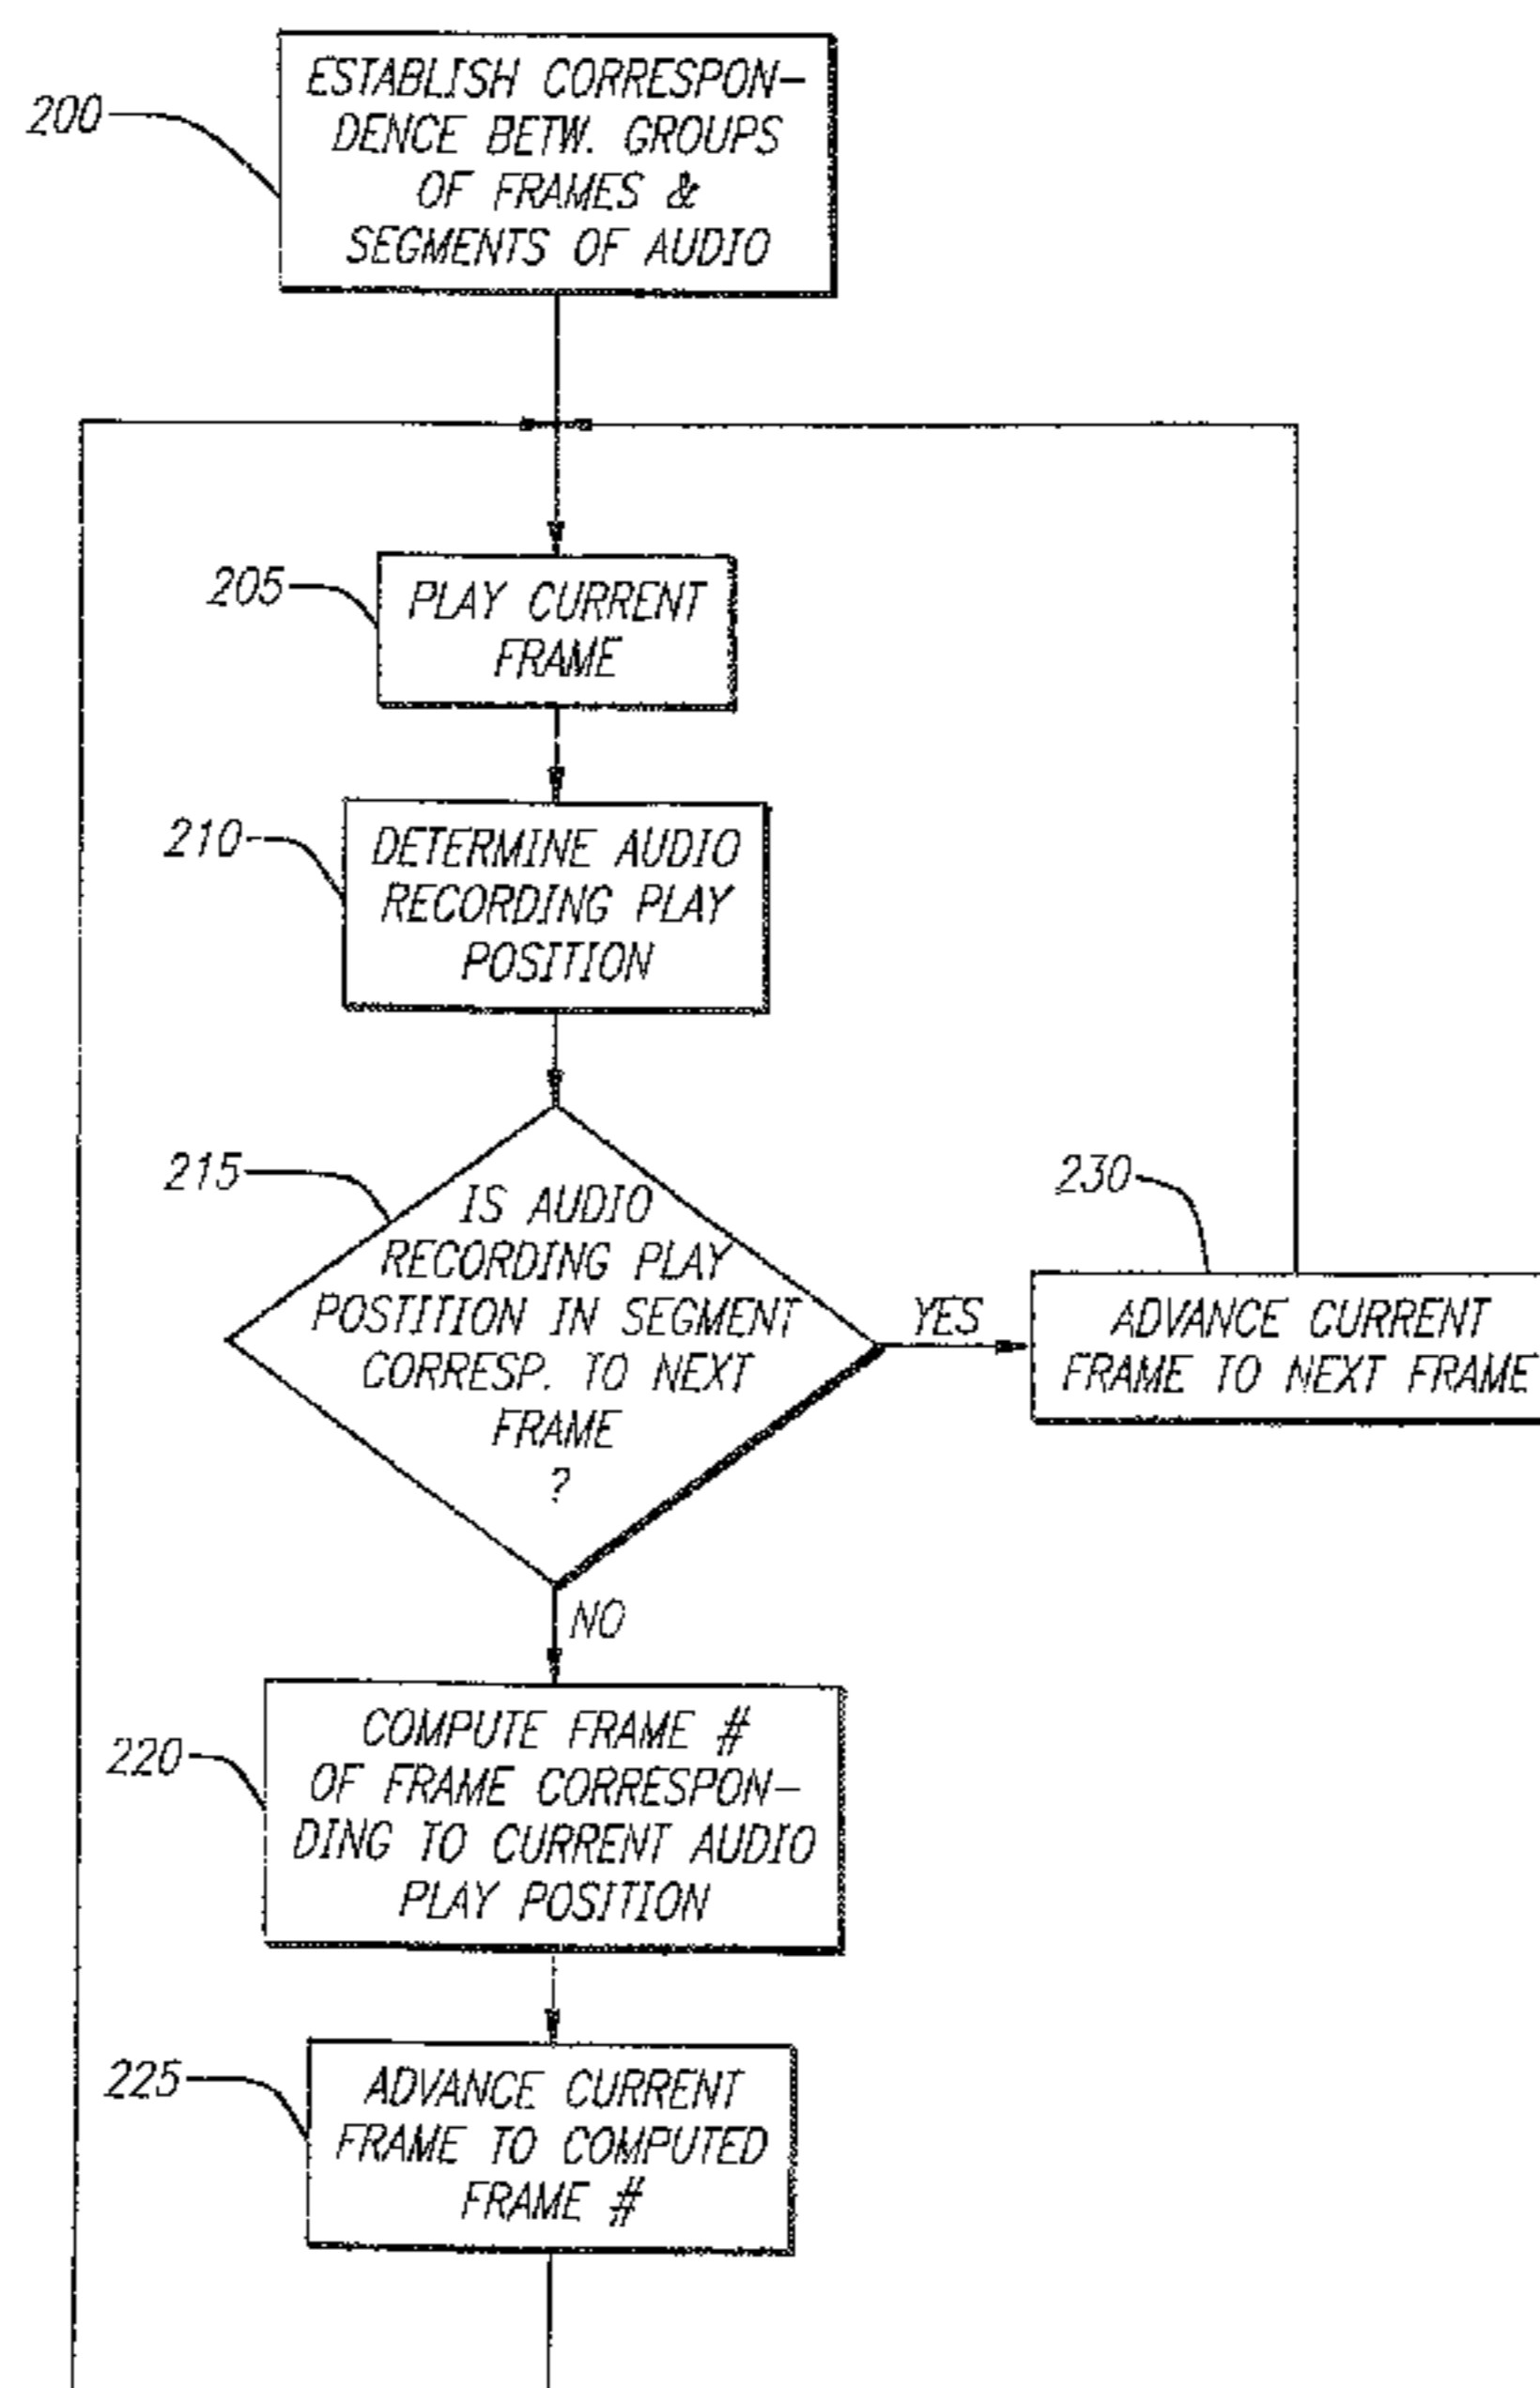 200
ESTABLISH CORRESPON-
DENCE BETW. GROUPS
OF FRAMES &
SEGMENTS OF AUDIO
205
PLAY CURRENT
FRAME
210
DETERMINE AUDIO
RECORDING PLAY
POSITION
215
IS AUDIO
RECORDING PLAY
POSTITION IN SEGMENT
CORRESP. TO NEXT
FRAME
?
YES
230
ADVANCE CURRENT
FRAME TO NEXT FRAME
NO
220
COMPUTE FRAME #
OF FRAME CORRESPON-
DING TO CURRENT AUDIO
PLAY POSITION
225
ADVANCE CURRENT
FRAME TO COMPUTED
FRAME #